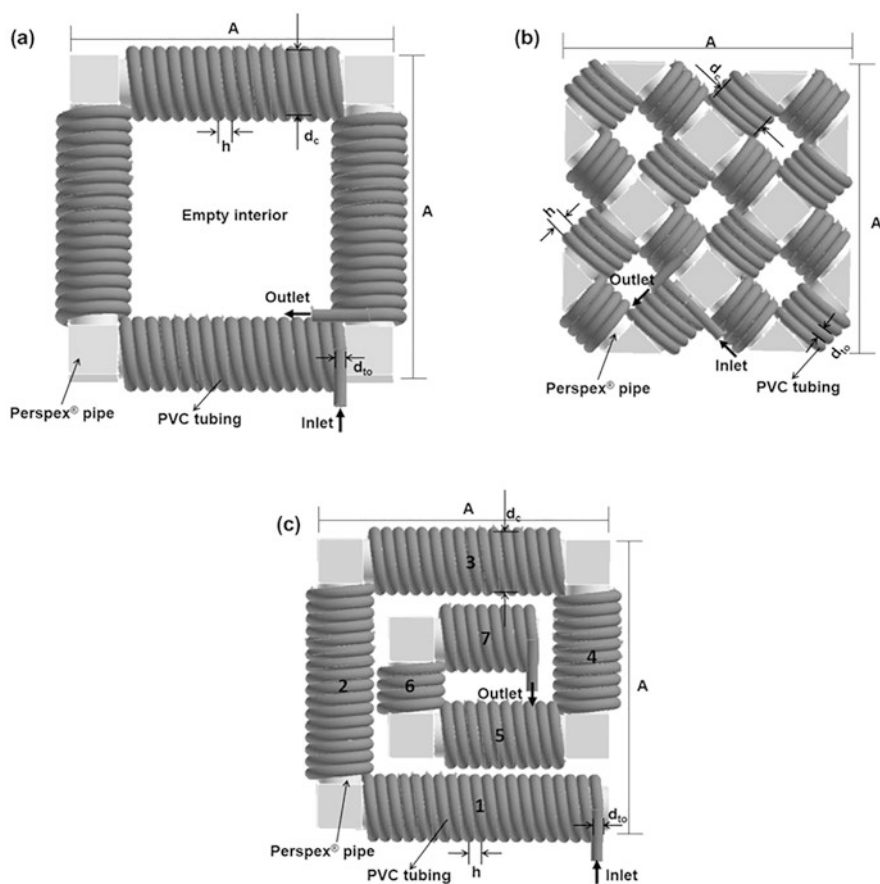 (a)
A
h
d_c
A
Empty interior
Outlet
d_to
Perspex® pipe
PVC tubing
Inlet
(b)
A
d_c
A
h
Outlet
d_to
Inlet
PVC tubing
Perspex® pipe
(c)
A
d_c
3
7
4
2
6
A
Outlet
5
1
d_to
Perspex® pipe
PVC tubing
h
Inlet